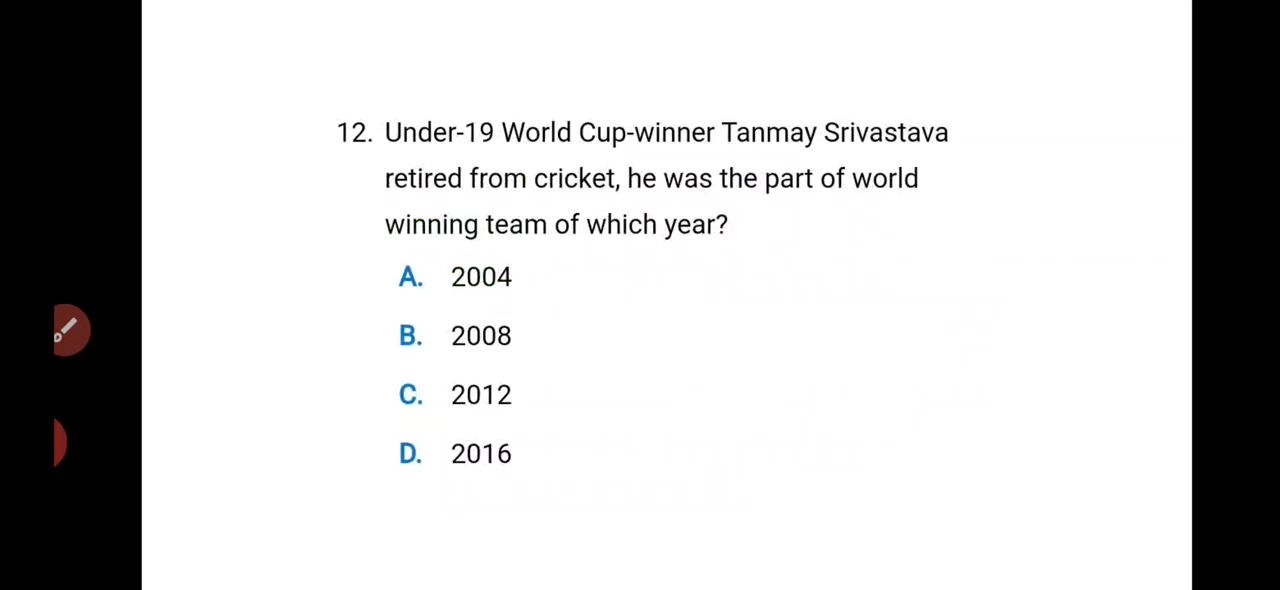 12. Under-19 World Cup-winner Tanmay Srivastava
retired from cricket, he was the part of world
winning team of which year?
A. 2004
B. 2008
C. 2012
D. 2016